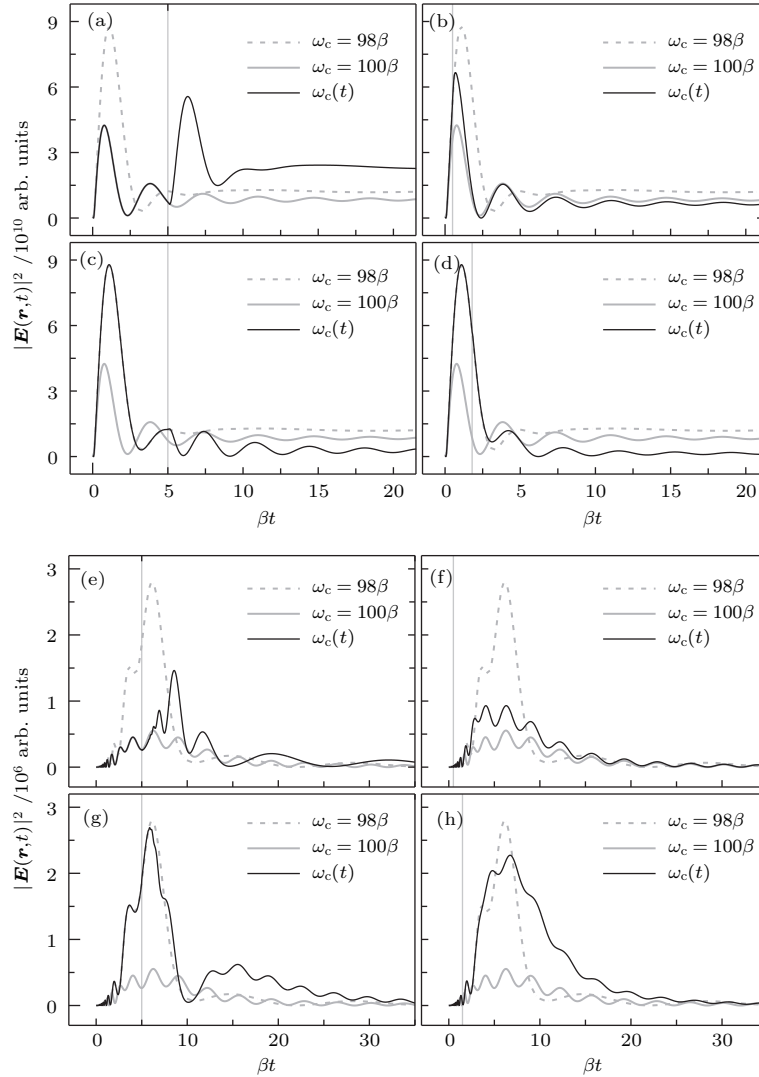 (a)
ωc = 98β
ωc = 100β
ωc(t)
9
6
3
0
(b)
ωc = 98β
ωc = 100β
ωc(t)
(c)
ωc = 98β
ωc = 100β
ωc(t)
9
6
3
0
0 5 10 15 20
βt
(d)
ωc = 98β
ωc = 100β
ωc(t)
0 5 10 15 20
βt
|E(r,t)|² /10¹⁰ arb. units
(e)
ωc = 98β
ωc = 100β
ωc(t)
3
2
1
0
(f)
ωc = 98β
ωc = 100β
ωc(t)
(g)
ωc = 98β
ωc = 100β
ωc(t)
3
2
1
0
0 10 20 30
βt
(h)
ωc = 98β
ωc = 100β
ωc(t)
0 10 20 30
βt
|E(r,t)|² /10⁶ arb. units